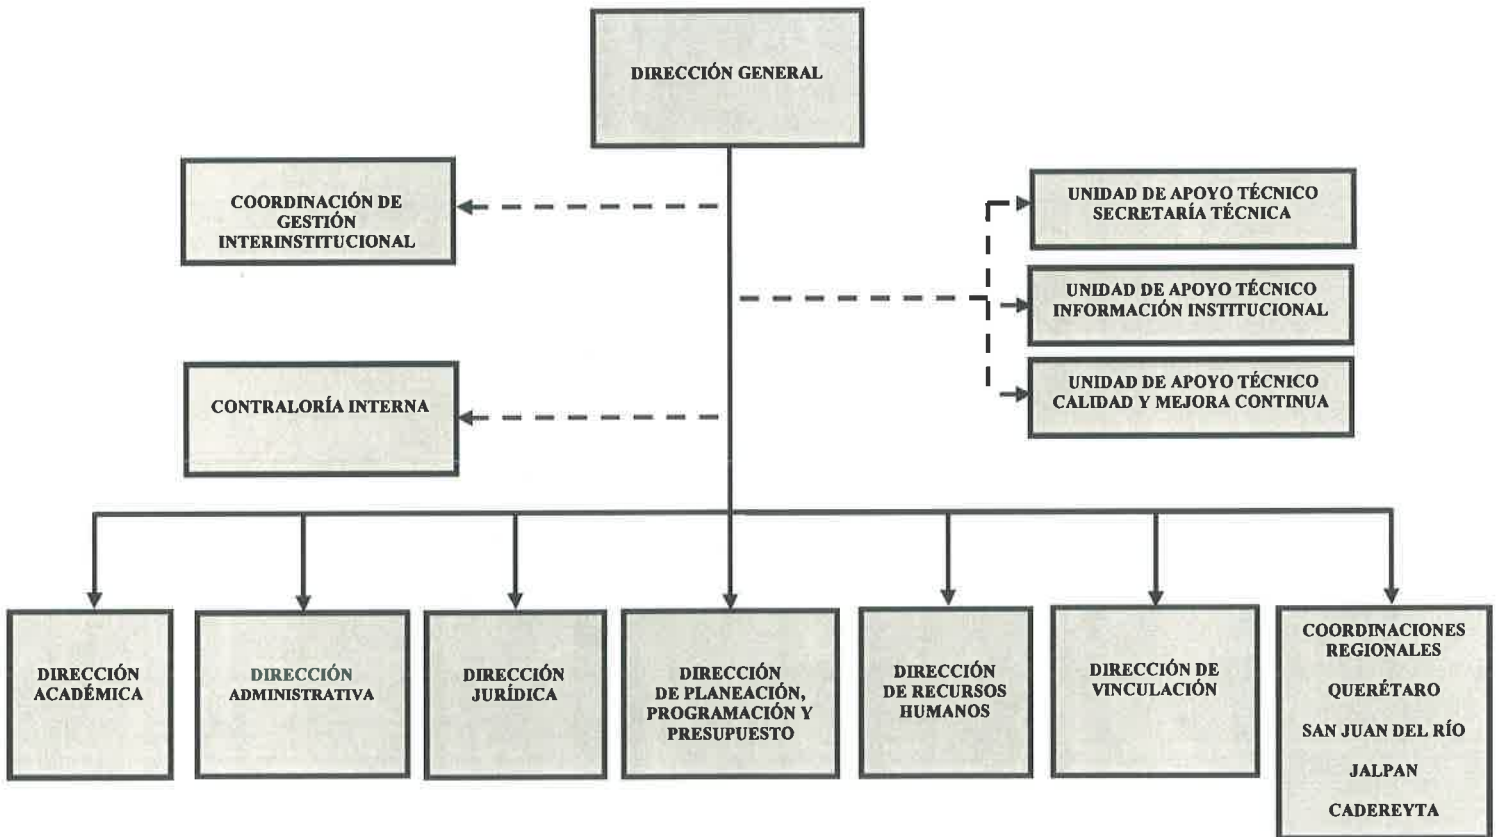 DIRECCIÓN GENERAL
COORDINACIÓN DE
GESTIÓN
INTERINSTITUCIONAL
UNIDAD DE APOYO TÉCNICO
SECRETARÍA TÉCNICA
UNIDAD DE APOYO TÉCNICO
INFORMACIÓN INSTITUCIONAL
CONTRALORÍA INTERNA
UNIDAD DE APOYO TÉCNICO
CALIDAD Y MEJORA CONTINUA
DIRECCIÓN
ACADÉMICA
DIRECCIÓN
ADMINISTRATIVA
DIRECCIÓN
JURÍDICA
DIRECCIÓN
DE PLANEACIÓN,
PROGRAMACIÓN Y
PRESUPUESTO
DIRECCIÓN
DE RECURSOS
HUMANOS
DIRECCIÓN DE
VINCULACIÓN
COORDINACIONES
REGIONALES
QUERÉTARO
SAN JUAN DEL RÍO
JALPAN
CADEREYTA